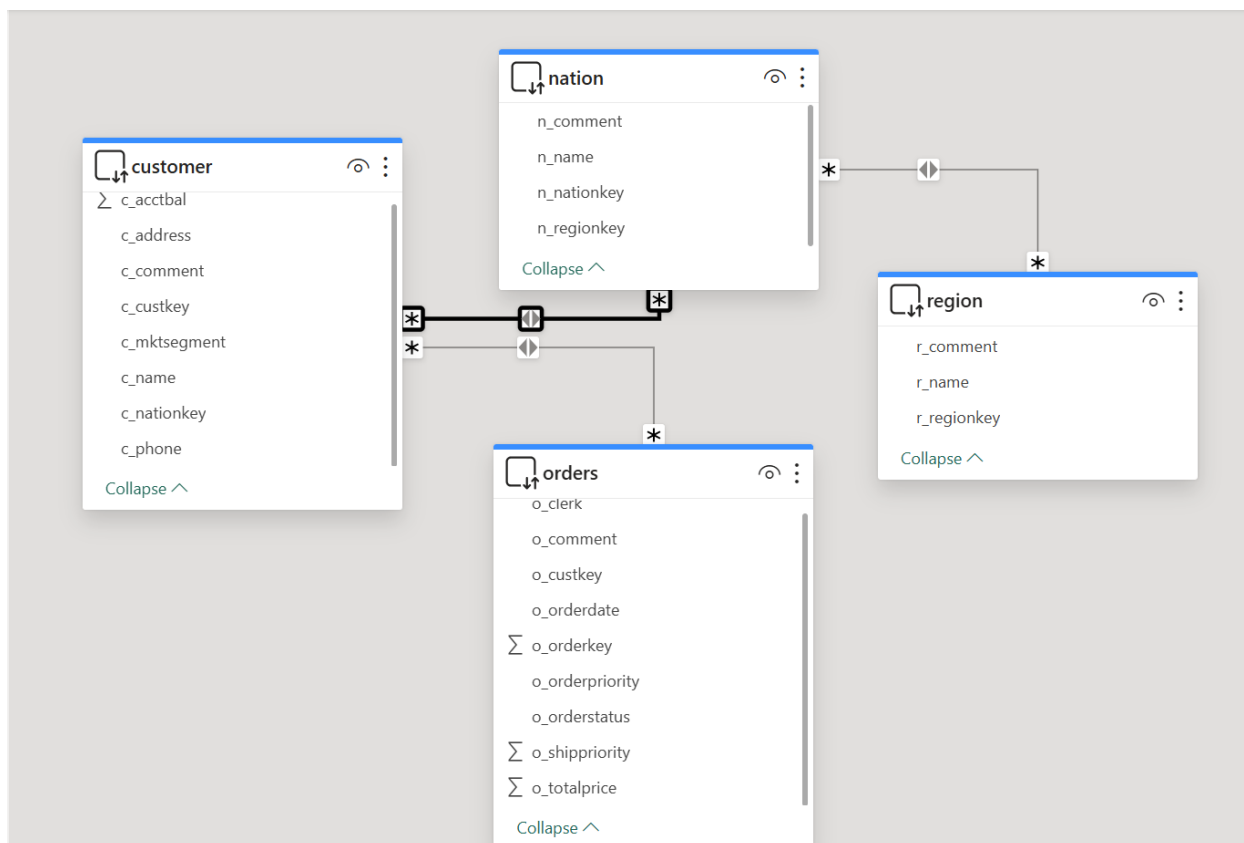 nation
n_comment
n_name
n_nationkey
n_regionkey
Collapse
customer
Σ c_acctbal
c_address
c_comment
c_custkey
c_mktsegment
c_name
c_nationkey
c_phone
Collapse
* *
* *
* *
region
r_comment
r_name
r_regionkey
Collapse
orders
o_clerk
o_comment
o_custkey
o_orderdate
Σ o_orderkey
o_orderpriority
o_orderstatus
Σ o_shippriority
Σ o_totalprice
Collapse